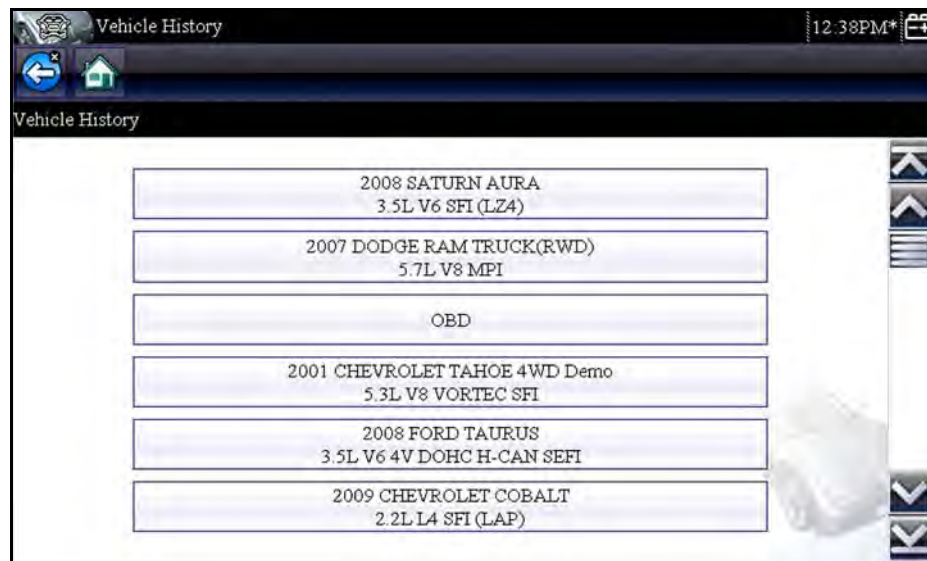 Vehicle History
12:38PM*
Vehicle History
2008 SATURN AURA
3.5L V6 SFI (LZ4)
2007 DODGE RAM TRUCK(RWD)
5.7L V8 MPI
OBD
2001 CHEVROLET TAHOE 4WD Demo
5.3L V8 VORTEC SFI
2008 FORD TAURUS
3.5L V6 4V DOHC H-CAN SEFI
2009 CHEVROLET COBALT
2.2L L4 SFI (LAP)